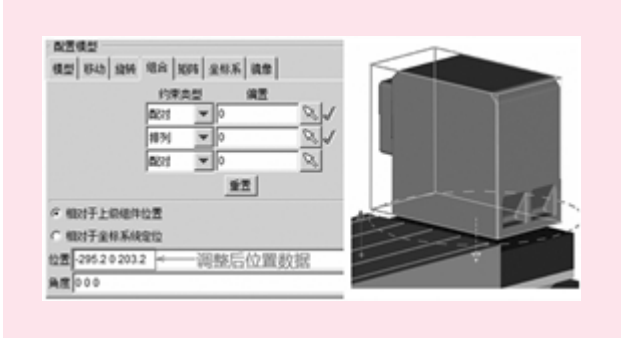 配置模型
模型 移动 旋转 组合 矩阵 坐标系 镜像
约束类型 偏置
配对 0
排列 0
配对 0
重置
相对于上级组件位置
相对于坐标系统定位
位置 -295.2 0 203.2 调整后位置数据
角度 0 0 0